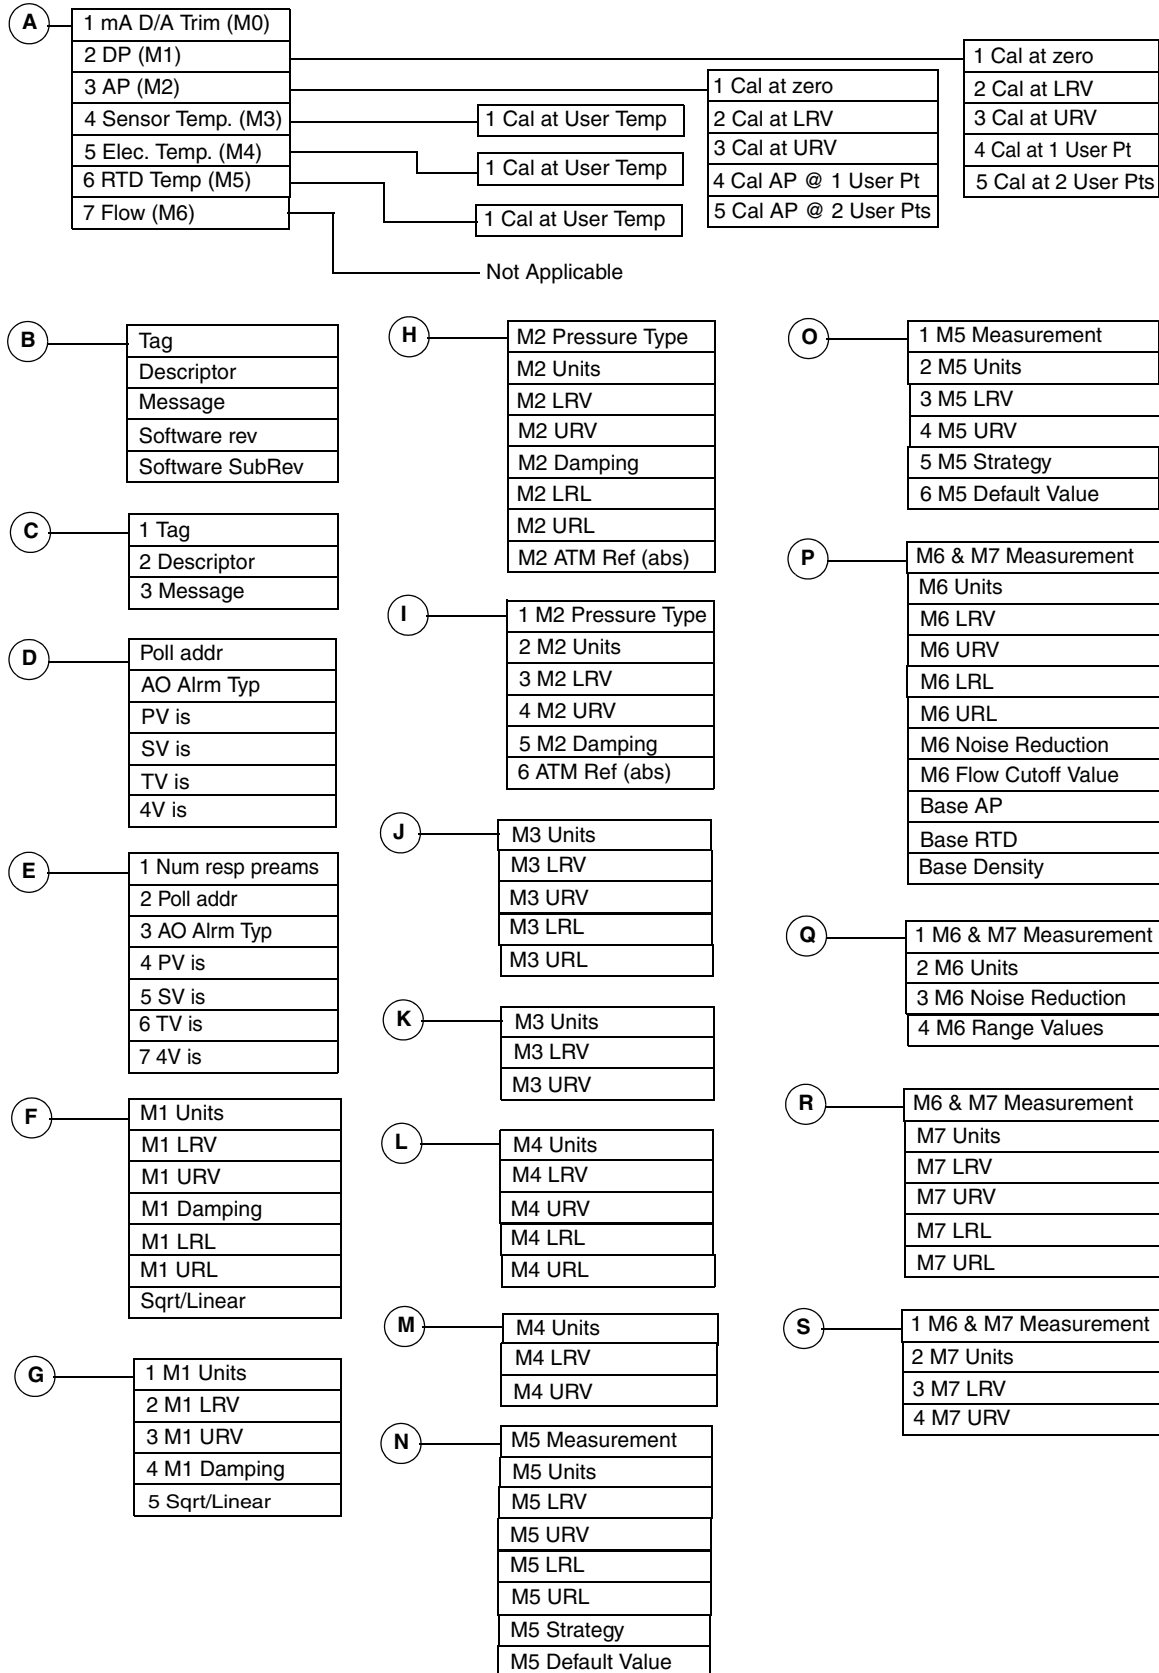 A
1 mA D/A Trim (M0)
2 DP (M1)
3 AP (M2)
4 Sensor Temp. (M3)
5 Elec. Temp. (M4)
6 RTD Temp (M5)
7 Flow (M6)
1 Cal at User Temp
1 Cal at User Temp
1 Cal at User Temp
Not Applicable
1 Cal at zero
2 Cal at LRV
3 Cal at URV
4 Cal AP @ 1 User Pt
5 Cal AP @ 2 User Pts
1 Cal at zero
2 Cal at LRV
3 Cal at URV
4 Cal at 1 User Pt
5 Cal at 2 User Pts
B
Tag
Descriptor
Message
Software rev
Software SubRev
C
1 Tag
2 Descriptor
3 Message
D
Poll addr
AO Alrm Typ
PV is
SV is
TV is
4V is
E
1 Num resp preams
2 Poll addr
3 AO Alrm Typ
4 PV is
5 SV is
6 TV is
7 4V is
F
M1 Units
M1 LRV
M1 URV
M1 Damping
M1 LRL
M1 URL
Sqrt/Linear
G
1 M1 Units
2 M1 LRV
3 M1 URV
4 M1 Damping
5 Sqrt/Linear
H
M2 Pressure Type
M2 Units
M2 LRV
M2 URV
M2 Damping
M2 LRL
M2 URL
M2 ATM Ref (abs)
I
1 M2 Pressure Type
2 M2 Units
3 M2 LRV
4 M2 URV
5 M2 Damping
6 ATM Ref (abs)
J
M3 Units
M3 LRV
M3 URV
M3 LRL
M3 URL
K
M3 Units
M3 LRV
M3 URV
L
M4 Units
M4 LRV
M4 URV
M4 LRL
M4 URL
M
M4 Units
M4 LRV
M4 URV
N
M5 Measurement
M5 Units
M5 LRV
M5 URV
M5 LRL
M5 URL
M5 Strategy
M5 Default Value
O
1 M5 Measurement
2 M5 Units
3 M5 LRV
4 M5 URV
5 M5 Strategy
6 M5 Default Value
P
M6 & M7 Measurement
M6 Units
M6 LRV
M6 URV
M6 LRL
M6 URL
M6 Noise Reduction
M6 Flow Cutoff Value
Base AP
Base RTD
Base Density
Q
1 M6 & M7 Measurement
2 M6 Units
3 M6 Noise Reduction
4 M6 Range Values
R
M6 & M7 Measurement
M7 Units
M7 LRV
M7 URV
M7 LRL
M7 URL
S
1 M6 & M7 Measurement
2 M7 Units
3 M7 LRV
4 M7 URV